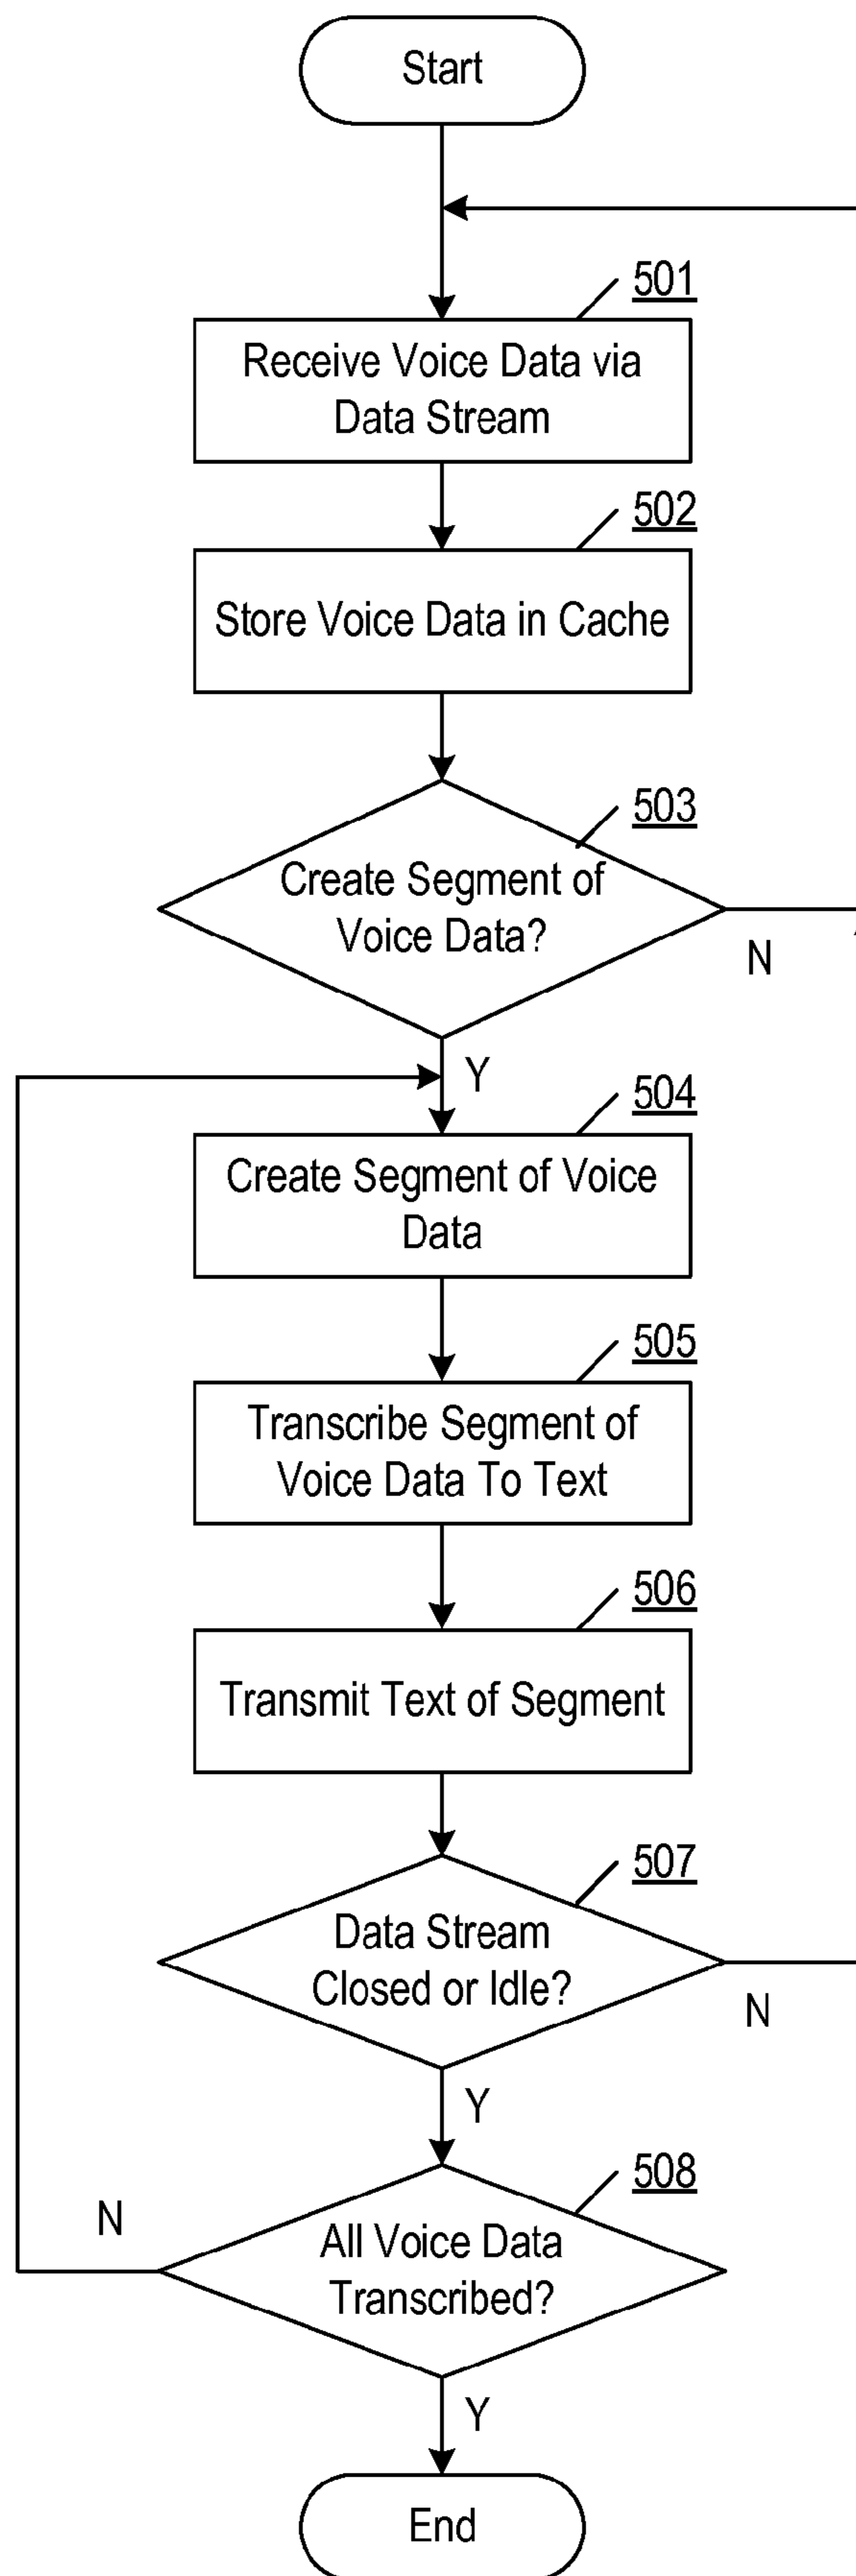 Start
501
Receive Voice Data via
Data Stream
502
Store Voice Data in Cache
503
Create Segment of
Voice Data?
N
Y
504
Create Segment of Voice
Data
505
Transcribe Segment of
Voice Data To Text
506
Transmit Text of Segment
507
Data Stream
Closed or Idle?
N
Y
508
N
All Voice Data
Transcribed?
Y
End